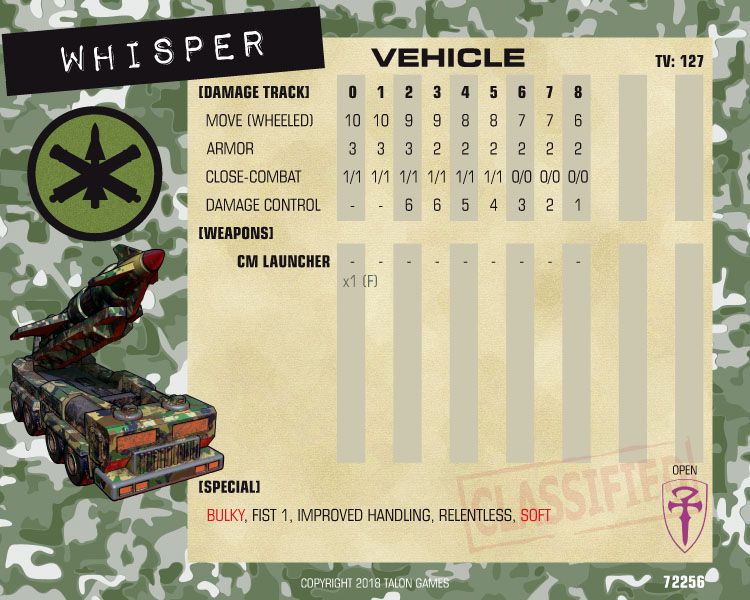 WHISPER
VEHICLE
TV: 127
[DAMAGE TRACK] 0 1 2 3 4 5 6 7 8
MOVE (WHEELED) 10 10 9 9 8 8 7 7 6
ARMOR 3 3 3 2 2 2 2 2 2
CLOSE-COMBAT 1/1 1/1 1/1 1/1 1/1 1/1 0/0 0/0 0/0
DAMAGE CONTROL - - 6 6 5 4 3 2 1
[WEAPONS]
CM LAUNCHER - - - - - - - - -
x1 (F)
CLASSIFIED
OPEN
[SPECIAL]
BULKY, FIST 1, IMPROVED HANDLING, RELENTLESS, SOFT
COPYRIGHT 2018 TALON GAMES
72256